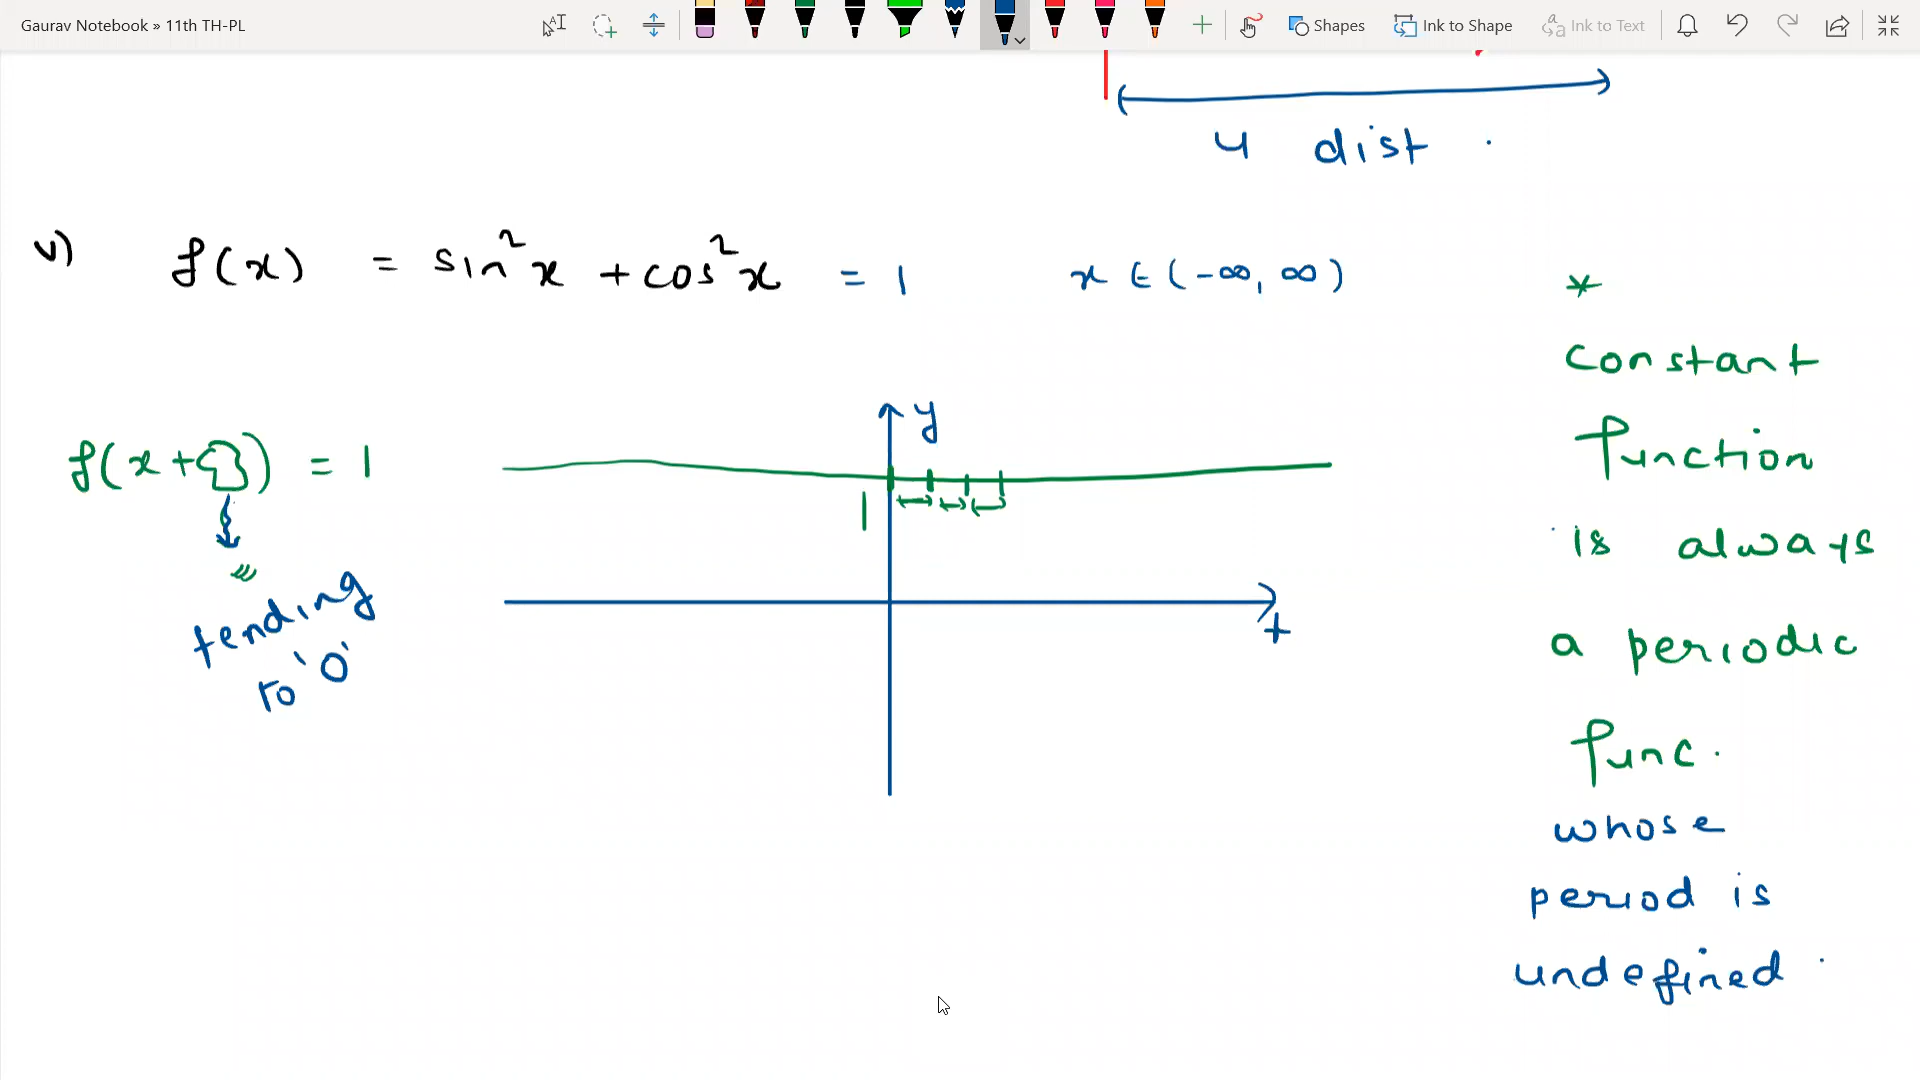 Gaurav Notebook » 11th TH-PL
Shapes
Ink to Shape
Ink to Text
4 dist .
v) f(x) = sin²x + cos²x = 1 x ∈ (-∞, ∞)
*
constant
function
is always
a periodic
func.
whose
period is
undefined.
y
f(x+ ) = 1
1
x
tending
to '0'